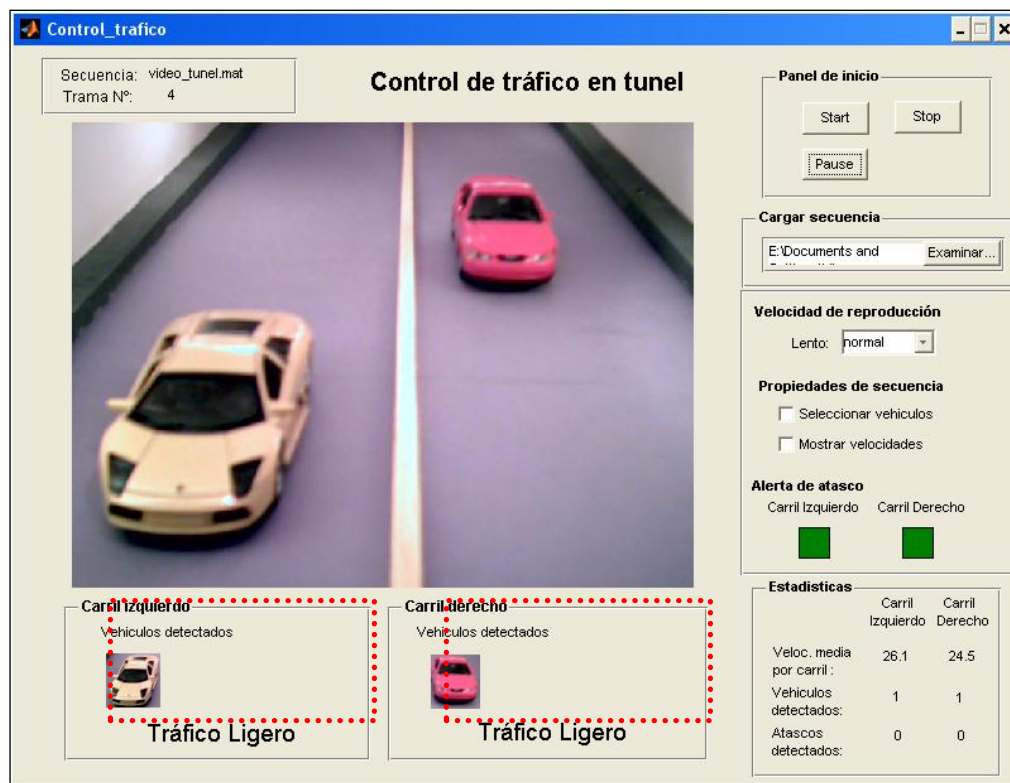 Control_trafico
Secuencia: video_tunel.mat
Trama Nº: 4
Control de tráfico en tunel
Panel de inicio
Start Stop
Pause
Cargar secuencia
E:\Documents and
Examinar...
Velocidad de reproducción
Lento: normal
Propiedades de secuencia
Seleccionar vehiculos
Mostrar velocidades
Alerta de atasco
Carril Izquierdo Carril Derecho
Carril izquierdo
Vehiculos detectados
Tráfico Ligero
Carril derecho
Vehiculos detectados
Tráfico Ligero
Estadisticas
Carril Carril
Izquierdo Derecho
Veloc. media
por carril : 26.1 24.5
Vehiculos
detectados: 1 1
Atascos
detectados: 0 0